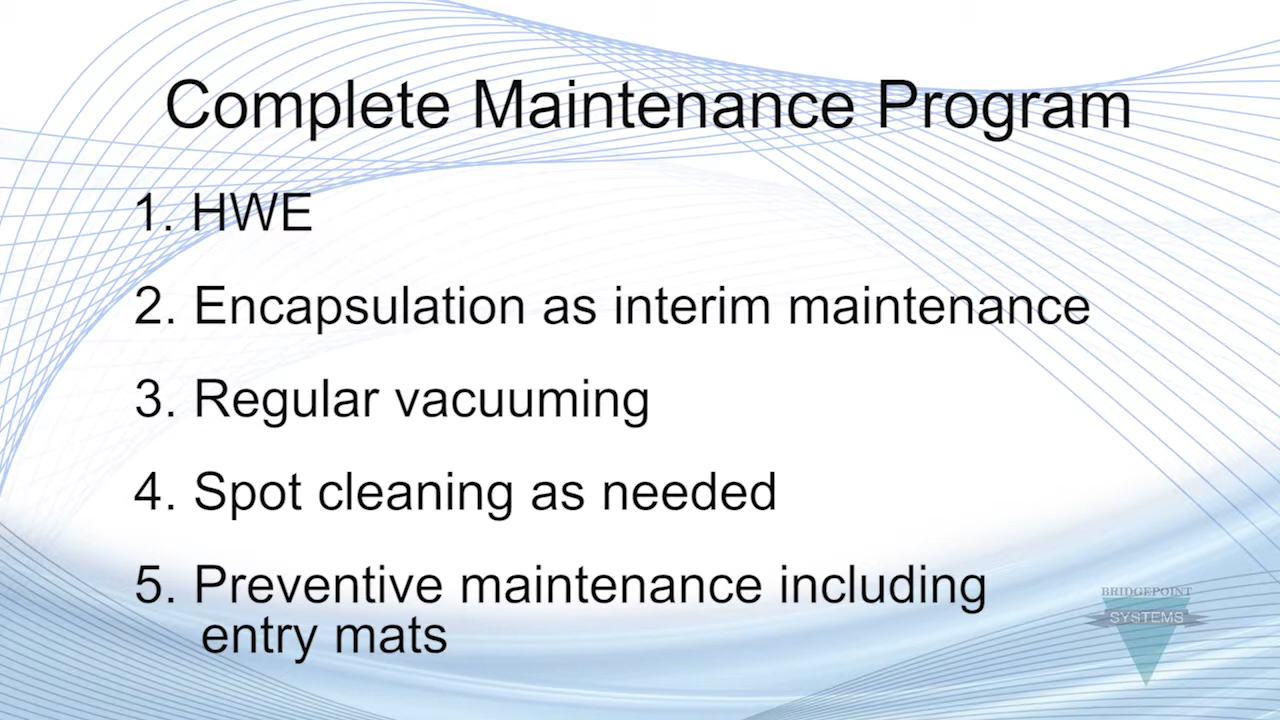 Complete Maintenance Program
1. HWE
2. Encapsulation as interim maintenance
3. Regular vacuuming
4. Spot cleaning as needed
5. Preventive maintenance including
entry mats
BRIDGEPOINT
SYSTEMS